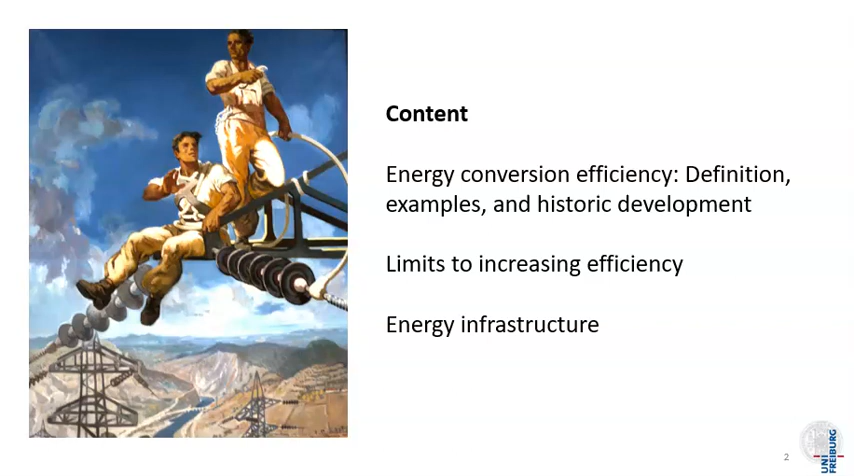 Content
Energy conversion efficiency: Definition,
examples, and historic development
Limits to increasing efficiency
Energy infrastructure
2
UNI
FREIBURG